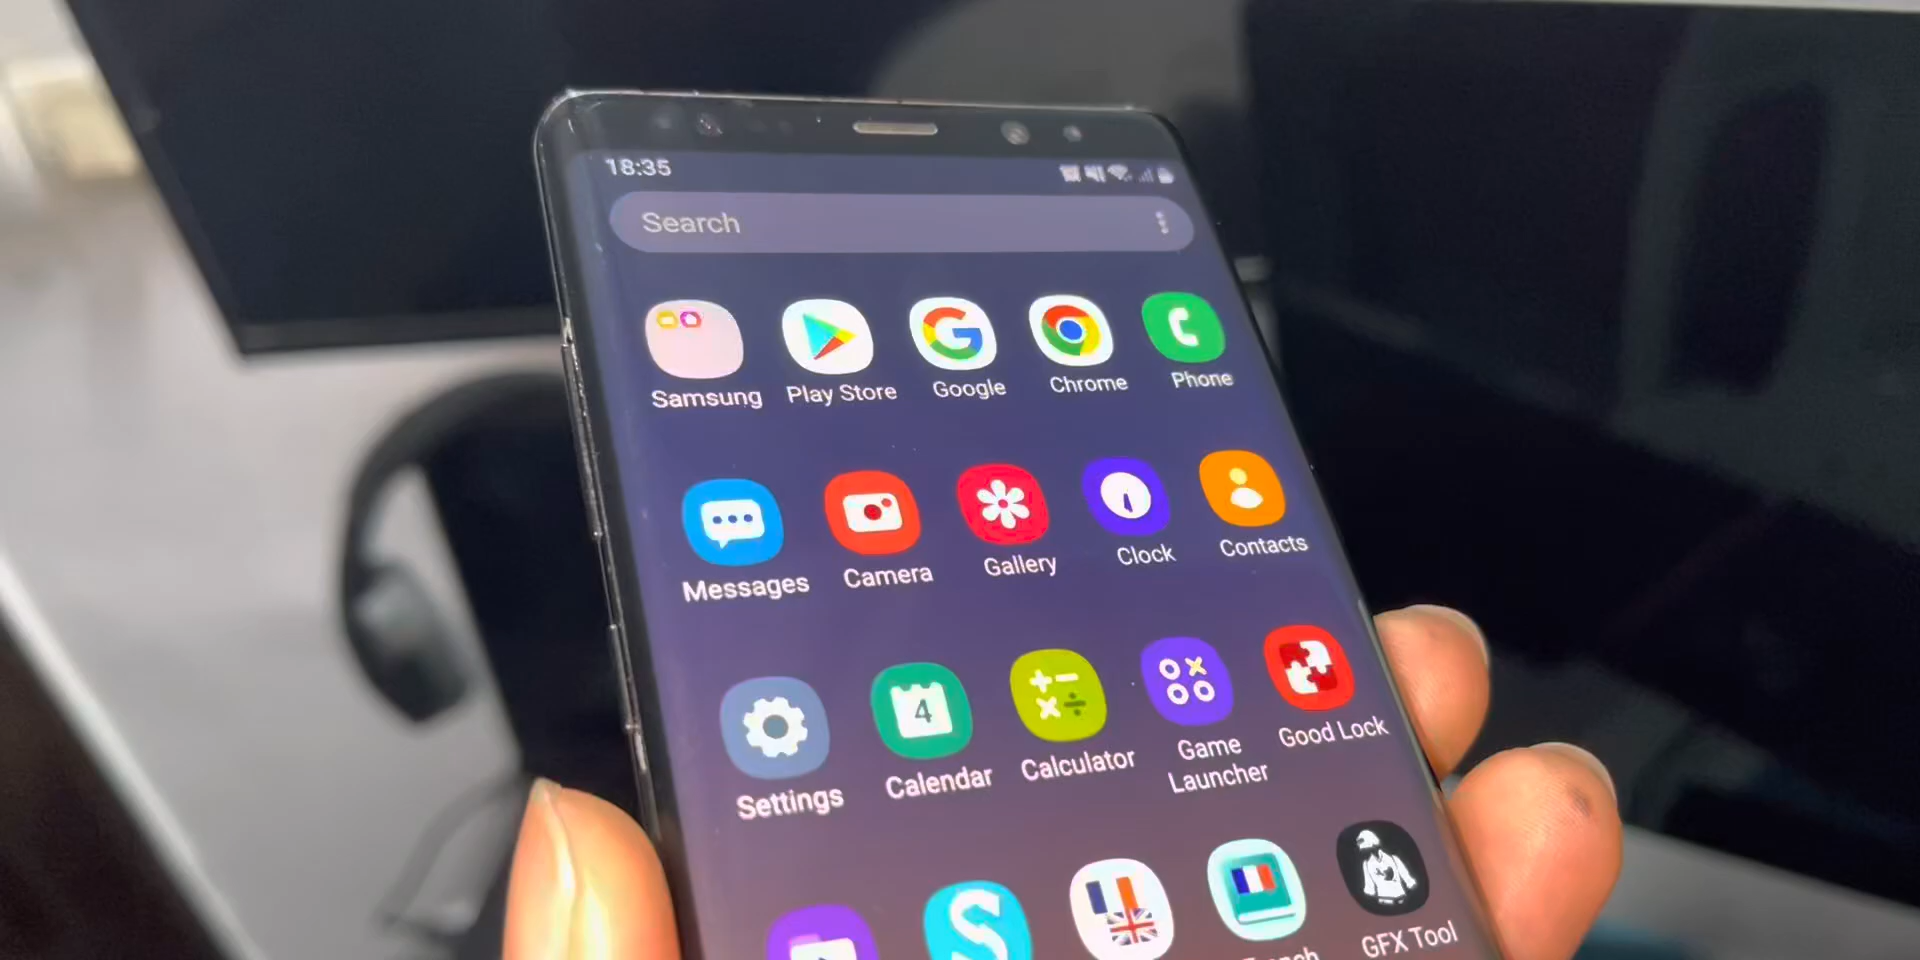 18:35
Search
Samsung
Play Store
Google
Chrome
Phone
Messages
Camera
Gallery
Clock
Contacts
4
Settings
Calendar
Calculator
Game
Launcher
Good Lock
GFX Tool